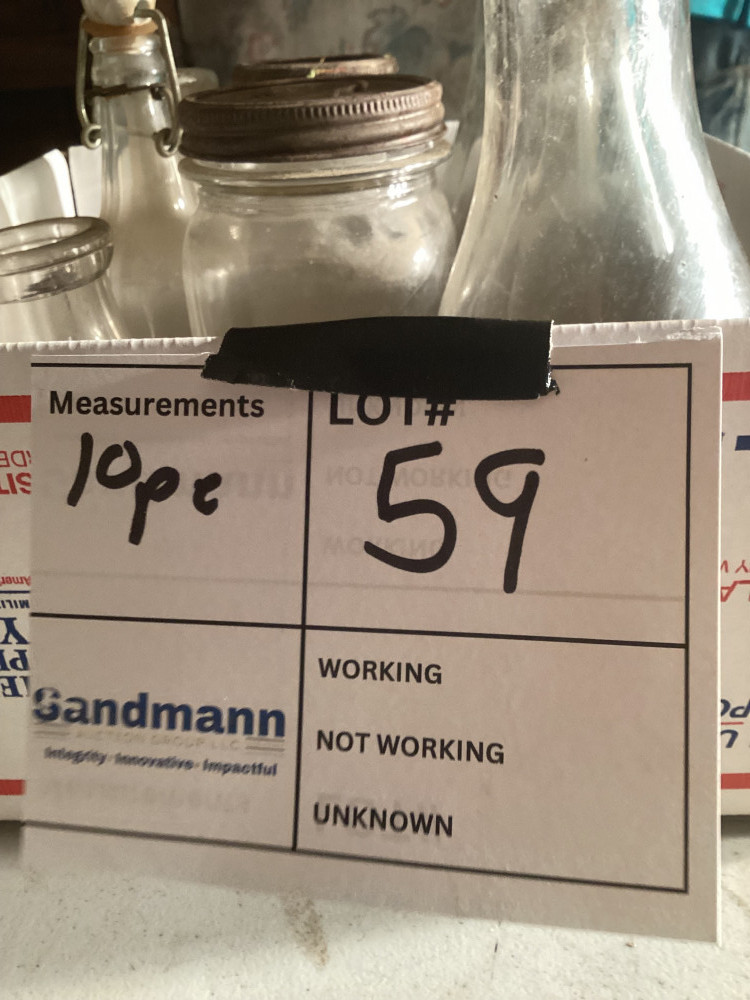 Measurements
LOT#
10pc
59
Sandmann
AUCTION GROUP LLC
Integrity · Innovative · Impactful
WORKING
NOT WORKING
UNKNOWN